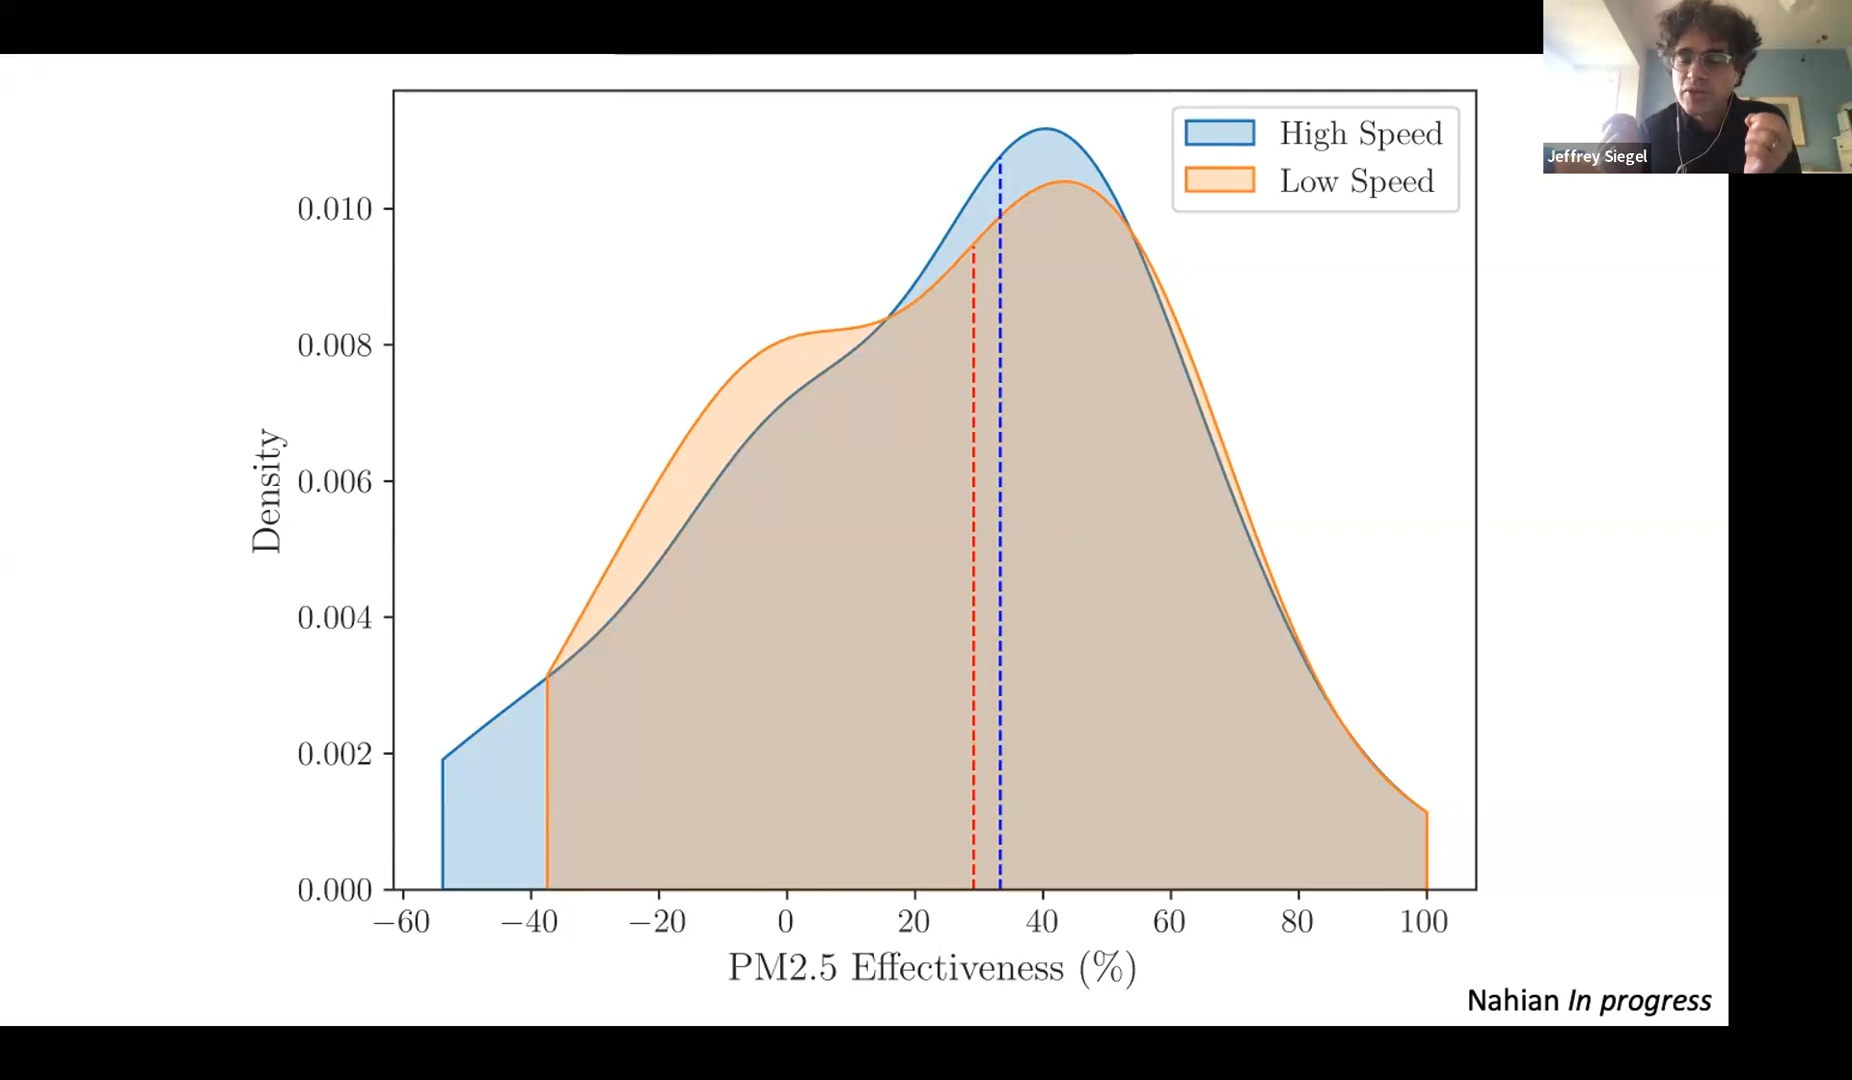 Jeffrey Siegel
High Speed
Low Speed
Density
0.010
0.008
0.006
0.004
0.002
0.000
−60 −40 −20 0 20 40 60 80 100
PM2.5 Effectiveness (%)
Nahian In progress